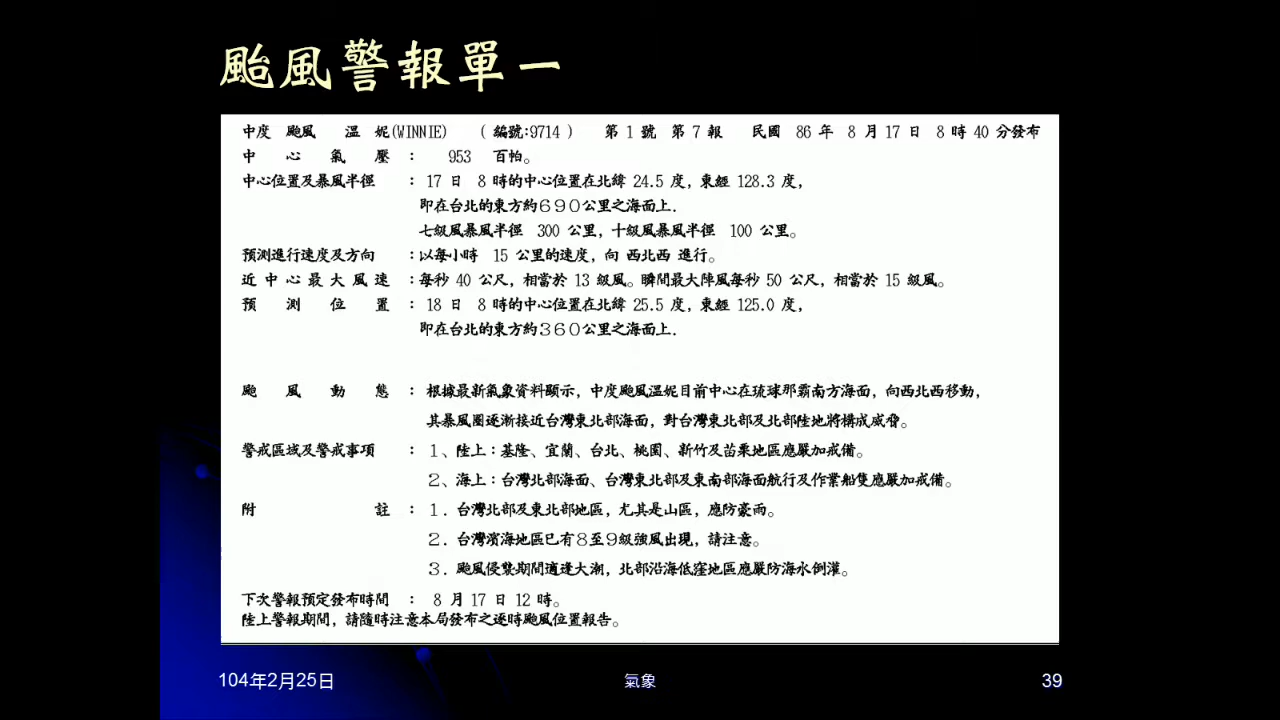 颱風警報單一
中度 颱風 溫 妮(WINNIE) (編號:9714) 第 1 號 第 7 報 民國 86 年 8 月 17 日 8 時 40 分發布
中心氣壓： 953 百帕。
中心位置及暴風半徑 ：17 日 8 時的中心位置在北緯 24.5 度，東經 128.3 度，
即在台北的東方約690公里之海面上.
七級風暴風半徑 300 公里，十級風暴風半徑 100 公里。
預測進行速度及方向 ：以每小時 15 公里的速度，向 西北西 進行。
近中心最大風速 ：每秒 40 公尺，相當於 13 級風。瞬間最大陣風每秒 50 公尺，相當於 15 級風。
預測位置 ：18 日 8 時的中心位置在北緯 25.5 度，東經 125.0 度，
即在台北的東方約360公里之海面上.
颱風動態 ：根據最新氣象資料顯示，中度颱風溫妮目前中心在琉球那霸南方海面，向西北西移動，
其暴風圈逐漸接近台灣東北部海面，對台灣東北部及北部陸地將構成威脅。
警戒區域及警戒事項 ：1、陸上：基隆、宜蘭、台北、桃園、新竹及苗栗地區應嚴加戒備。
2、海上：台灣北部海面、台灣東北部及東南部海面航行及作業船隻應嚴加戒備。
附註 ：1. 台灣北部及東北部地區，尤其是山區，應防豪雨。
2. 台灣濱海地區已有8至9級強風出現，請注意。
3. 颱風侵襲期間適逢大潮，北部沿海低窪地區應嚴防海水倒灌。
下次警報預定發布時間 ： 8 月 17 日 12 時。
陸上警報期間，請隨時注意本局發布之逐時颱風位置報告。
104年2月25日 氣象 39